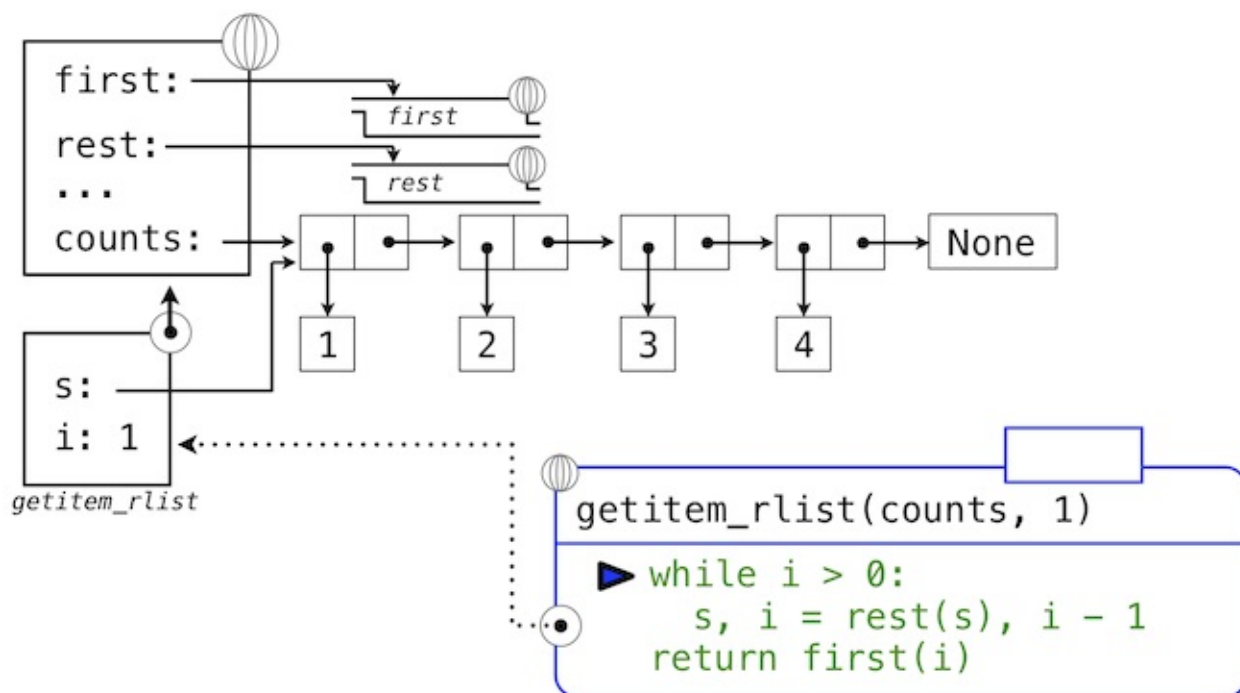 first:
first
rest:
rest
...
counts:
None
1 2 3 4
s:
i: 1
getitem_rlist
getitem_rlist(counts, 1)
while i > 0:
s, i = rest(s), i - 1
return first(i)